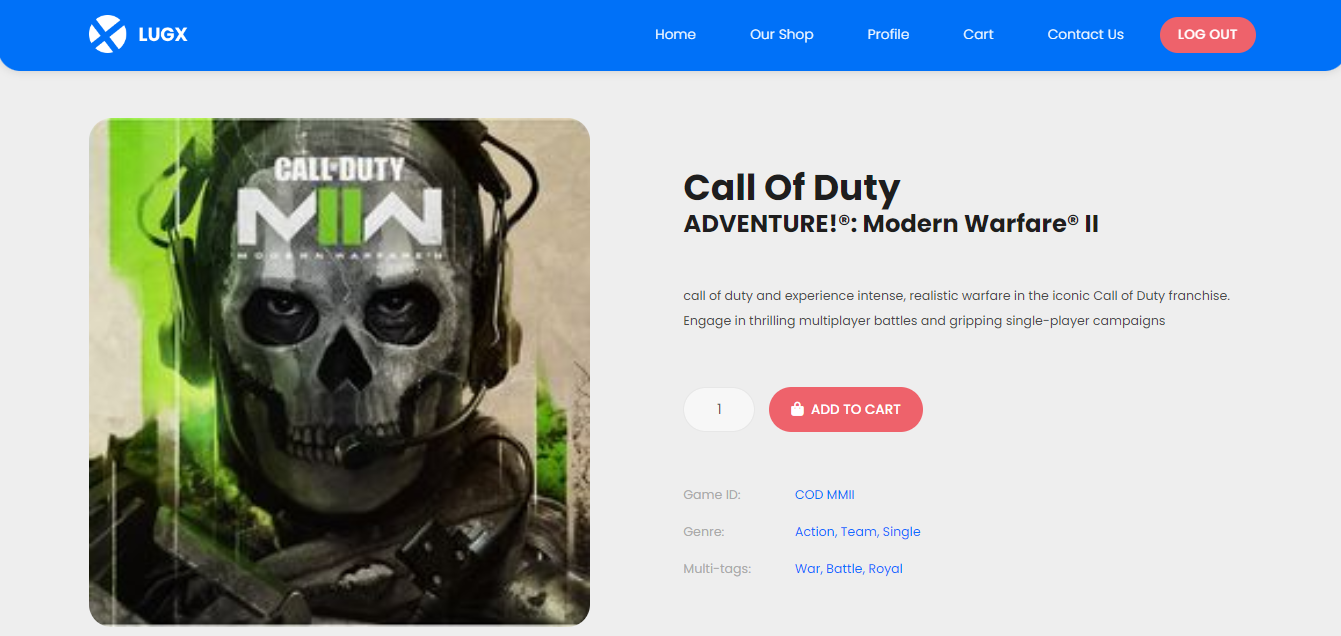 LUGX
Home
Our Shop
Profile
Cart
Contact Us
LOG OUT
CALL OF DUTY
MIIW
MODERN WARFARE II
Call Of Duty
ADVENTURE!®: Modern Warfare® II
call of duty and experience intense, realistic warfare in the iconic Call of Duty franchise.
Engage in thrilling multiplayer battles and gripping single-player campaigns
1
ADD TO CART
Game ID: COD MMII
Genre: Action, Team, Single
Multi-tags: War, Battle, Royal